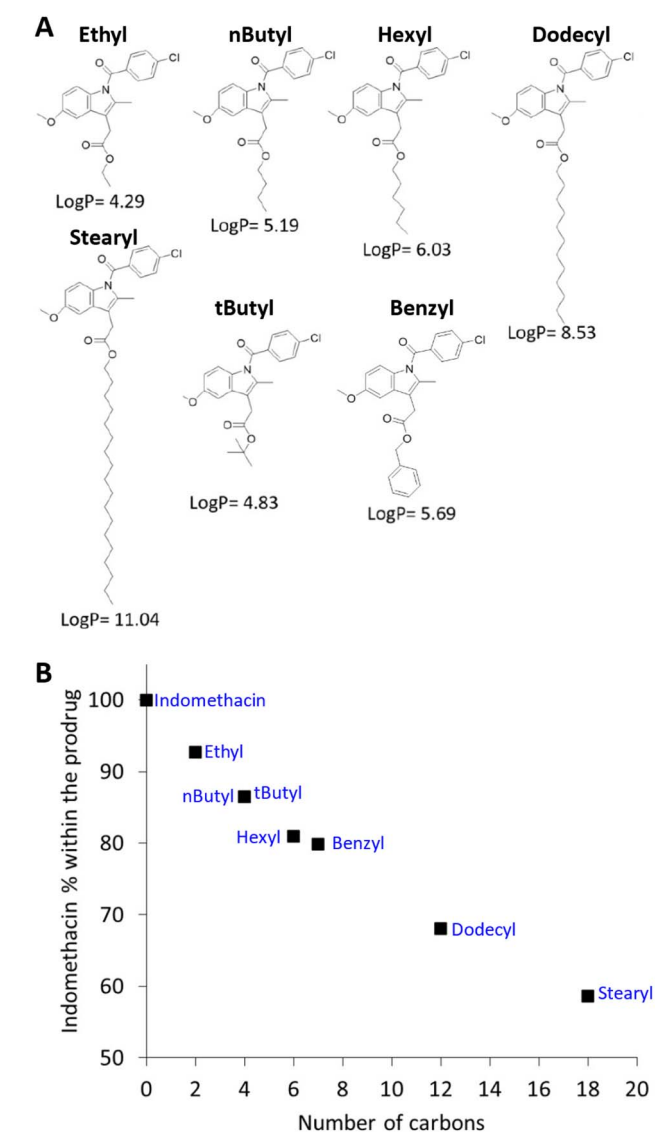 A
Ethyl
nButyl
Hexyl
Dodecyl
O
N
Cl
O
O
O
LogP= 4.29
O
N
Cl
O
O
O
LogP= 5.19
O
N
Cl
O
O
O
LogP= 6.03
O
N
Cl
O
O
O
LogP= 8.53
Stearyl
O
N
Cl
O
O
O
LogP= 11.04
tButyl
O
N
Cl
O
O
O
LogP= 4.83
Benzyl
O
N
Cl
O
O
O
LogP= 5.69
B
Indomethacin % within the prodrug
100
90
80
70
60
50
Indomethacin
Ethyl
nButyl
tButyl
Hexyl
Benzyl
Dodecyl
Stearyl
0 2 4 6 8 10 12 14 16 18 20
Number of carbons